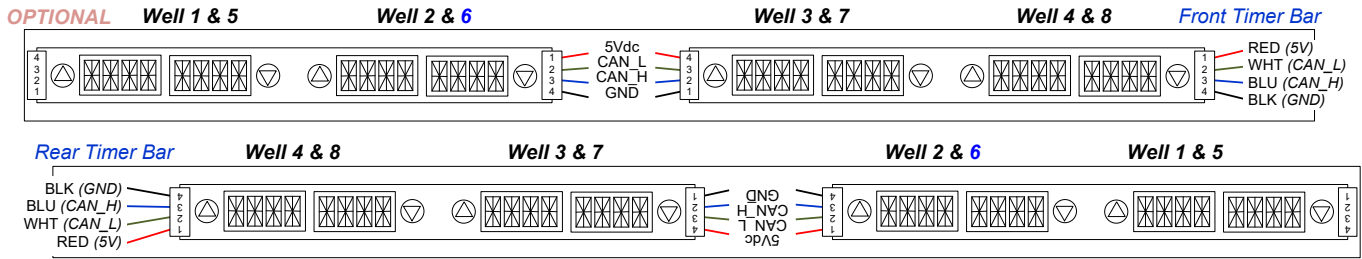 OPTIONAL Well 1 & 5 Well 2 & 6 Well 3 & 7 Well 4 & 8 Front Timer Bar
4 3 2 1
1 2 3 4
5Vdc
CAN_L
CAN_H
GND
4 3 2 1
1 2 3 4
RED (5V)
WHT (CAN_L)
BLU (CAN_H)
BLK (GND)
Rear Timer Bar Well 4 & 8 Well 3 & 7 Well 2 & 6 Well 1 & 5
BLK (GND)
BLU (CAN_H)
WHT (CAN_L)
RED (5V)
4 3 2 1
1 2 3 4
GND
CAN_H
CAN_L
5Vdc
4 3 2 1
1 2 3 4